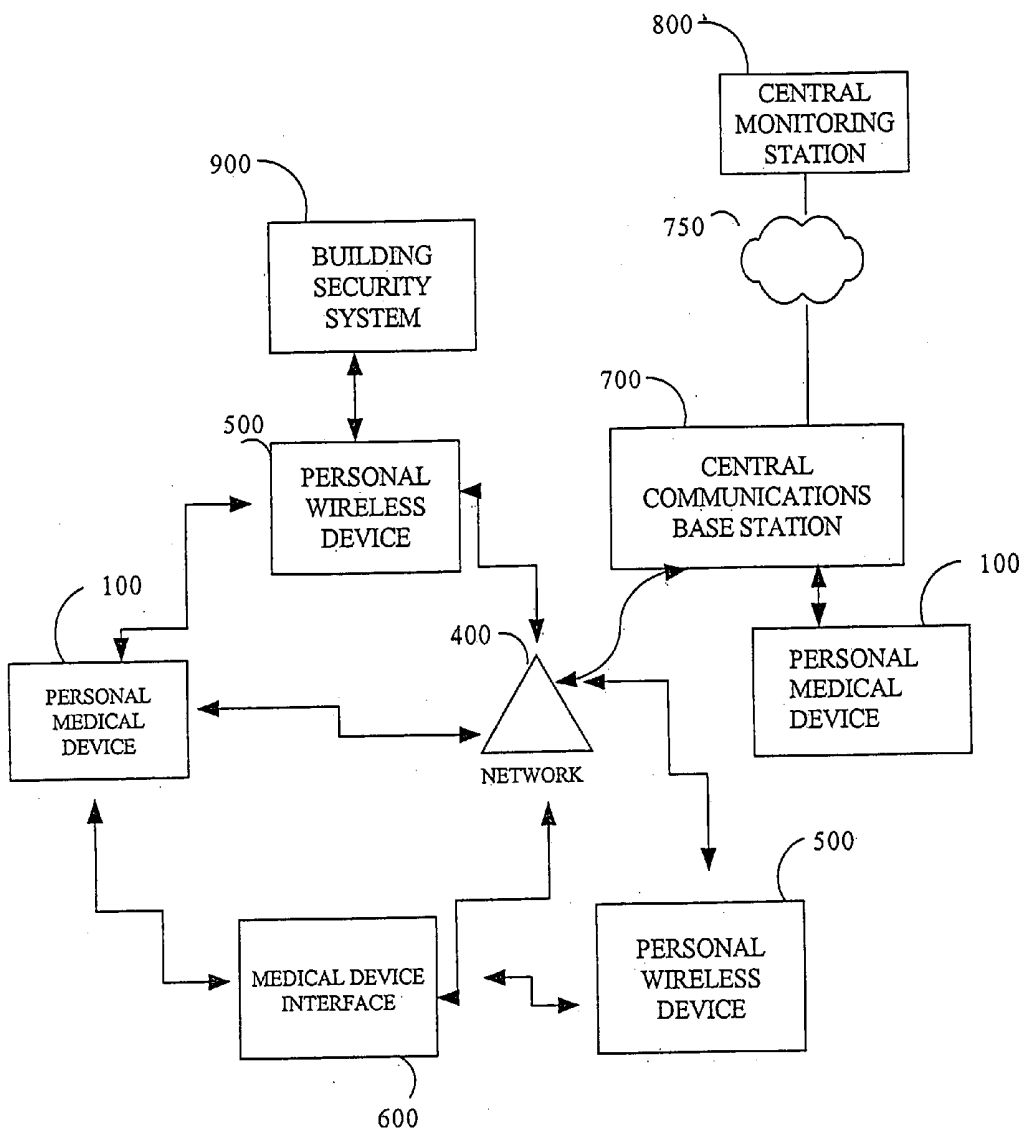 800
CENTRAL
MONITORING
STATION
900
750
BUILDING
SECURITY
SYSTEM
700
500
PERSONAL
WIRELESS
DEVICE
CENTRAL
COMMUNICATIONS
BASE STATION
100
100
400
PERSONAL
MEDICAL
DEVICE
PERSONAL
MEDICAL
DEVICE
NETWORK
500
MEDICAL DEVICE
INTERFACE
PERSONAL
WIRELESS
DEVICE
600